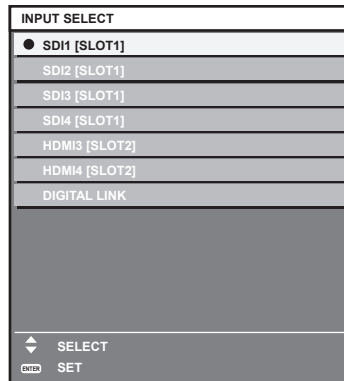 INPUT SELECT
SDI1 [SLOT1]
SDI2 [SLOT1]
SDI3 [SLOT1]
SDI4 [SLOT1]
HDMI3 [SLOT2]
HDMI4 [SLOT2]
DIGITAL LINK
SELECT
ENTER SET